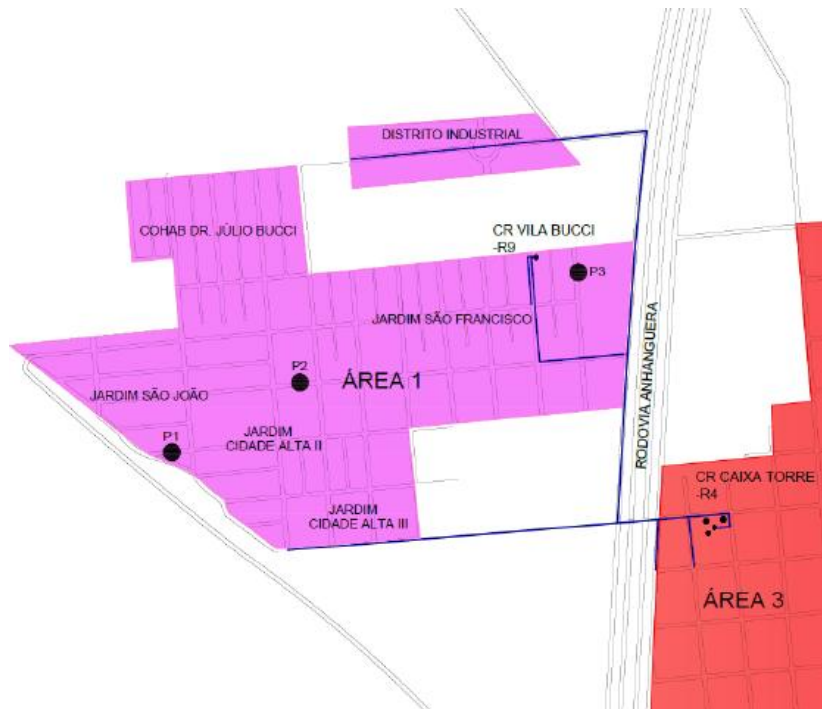 DISTRITO INDUSTRIAL
COHAB DR. JÚLIO BUCCI
CR VILA BUCCI
-R9
P3
JARDIM SÃO FRANCISCO
RODOVIA ANHANGUERA
P2
ÁREA 1
JARDIM SÃO JOÃO
JARDIM
CIDADE ALTA II
P1
CR CAIXA TORRE
-R4
JARDIM
CIDADE ALTA III
ÁREA 3